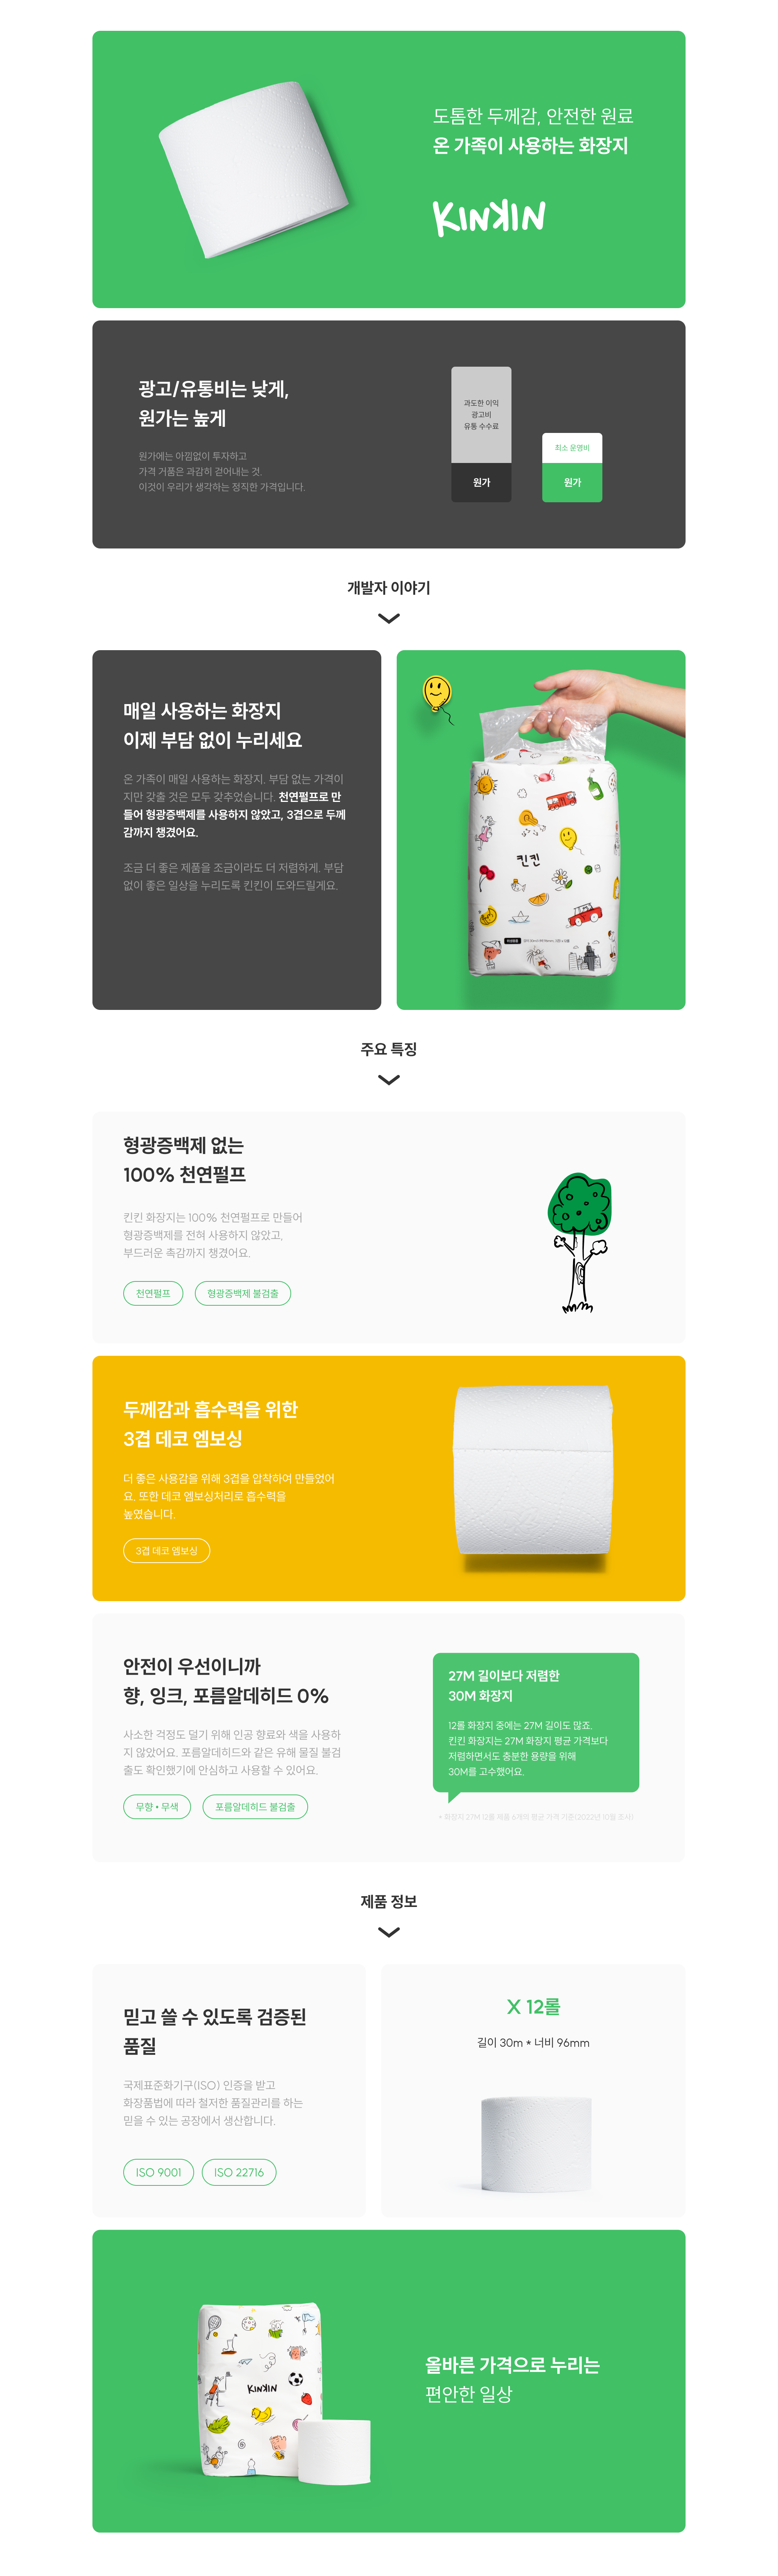 도톰한 두께감, 안전한 원료
온 가족이 사용하는 화장지
KINKIN
광고/유통비는 낮게,
원가는 높게
원가에는 아낌없이 투자하고
가격 거품은 과감히 걷어내는 것.
이것이 우리가 생각하는 정직한 가격입니다.
과도한 이익
광고비
유통 수수료
원가
최소 운영비
원가
개발자 이야기
매일 사용하는 화장지
이제 부담 없이 누리세요
온 가족이 매일 사용하는 화장지. 부담 없는 가격이
지만 갖출 것은 모두 갖추었습니다. 천연펄프로 만
들어 형광증백제를 사용하지 않았고, 3겹으로 두께
감까지 챙겼어요.
조금 더 좋은 제품을 조금이라도 더 저렴하게. 부담
없이 좋은 일상을 누리도록 킨킨이 도와드릴게요.
킨킨
주요 특징
형광증백제 없는
100% 천연펄프
킨킨 화장지는 100% 천연펄프로 만들어
형광증백제를 전혀 사용하지 않았고,
부드러운 촉감까지 챙겼어요.
천연펄프
형광증백제 불검출
두께감과 흡수력을 위한
3겹 데코 엠보싱
더 좋은 사용감을 위해 3겹을 압착하여 만들었어
요. 또한 데코 엠보싱처리로 흡수력을
높였습니다.
3겹 데코 엠보싱
안전이 우선이니까
향, 잉크, 포름알데히드 0%
사소한 걱정도 덜기 위해 인공 향료와 색을 사용하
지 않았어요. 포름알데히드와 같은 유해 물질 불검
출도 확인했기에 안심하고 사용할 수 있어요.
무향 • 무색
포름알데히드 불검출
27M 길이보다 저렴한
30M 화장지
12롤 화장지 중에는 27M 길이도 많죠.
킨킨 화장지는 27M 화장지 평균 가격보다
저렴하면서도 충분한 용량을 위해
30M를 고수했어요.
* 화장지 27M 12롤 제품 6개의 평균 가격 기준(2022년 10월 조사)
제품 정보
믿고 쓸 수 있도록 검증된
품질
국제표준화기구(ISO) 인증을 받고
화장품법에 따라 철저한 품질관리를 하는
믿을 수 있는 공장에서 생산합니다.
ISO 9001
ISO 22716
X 12롤
길이 30m * 너비 96mm
KINKIN
올바른 가격으로 누리는
편안한 일상